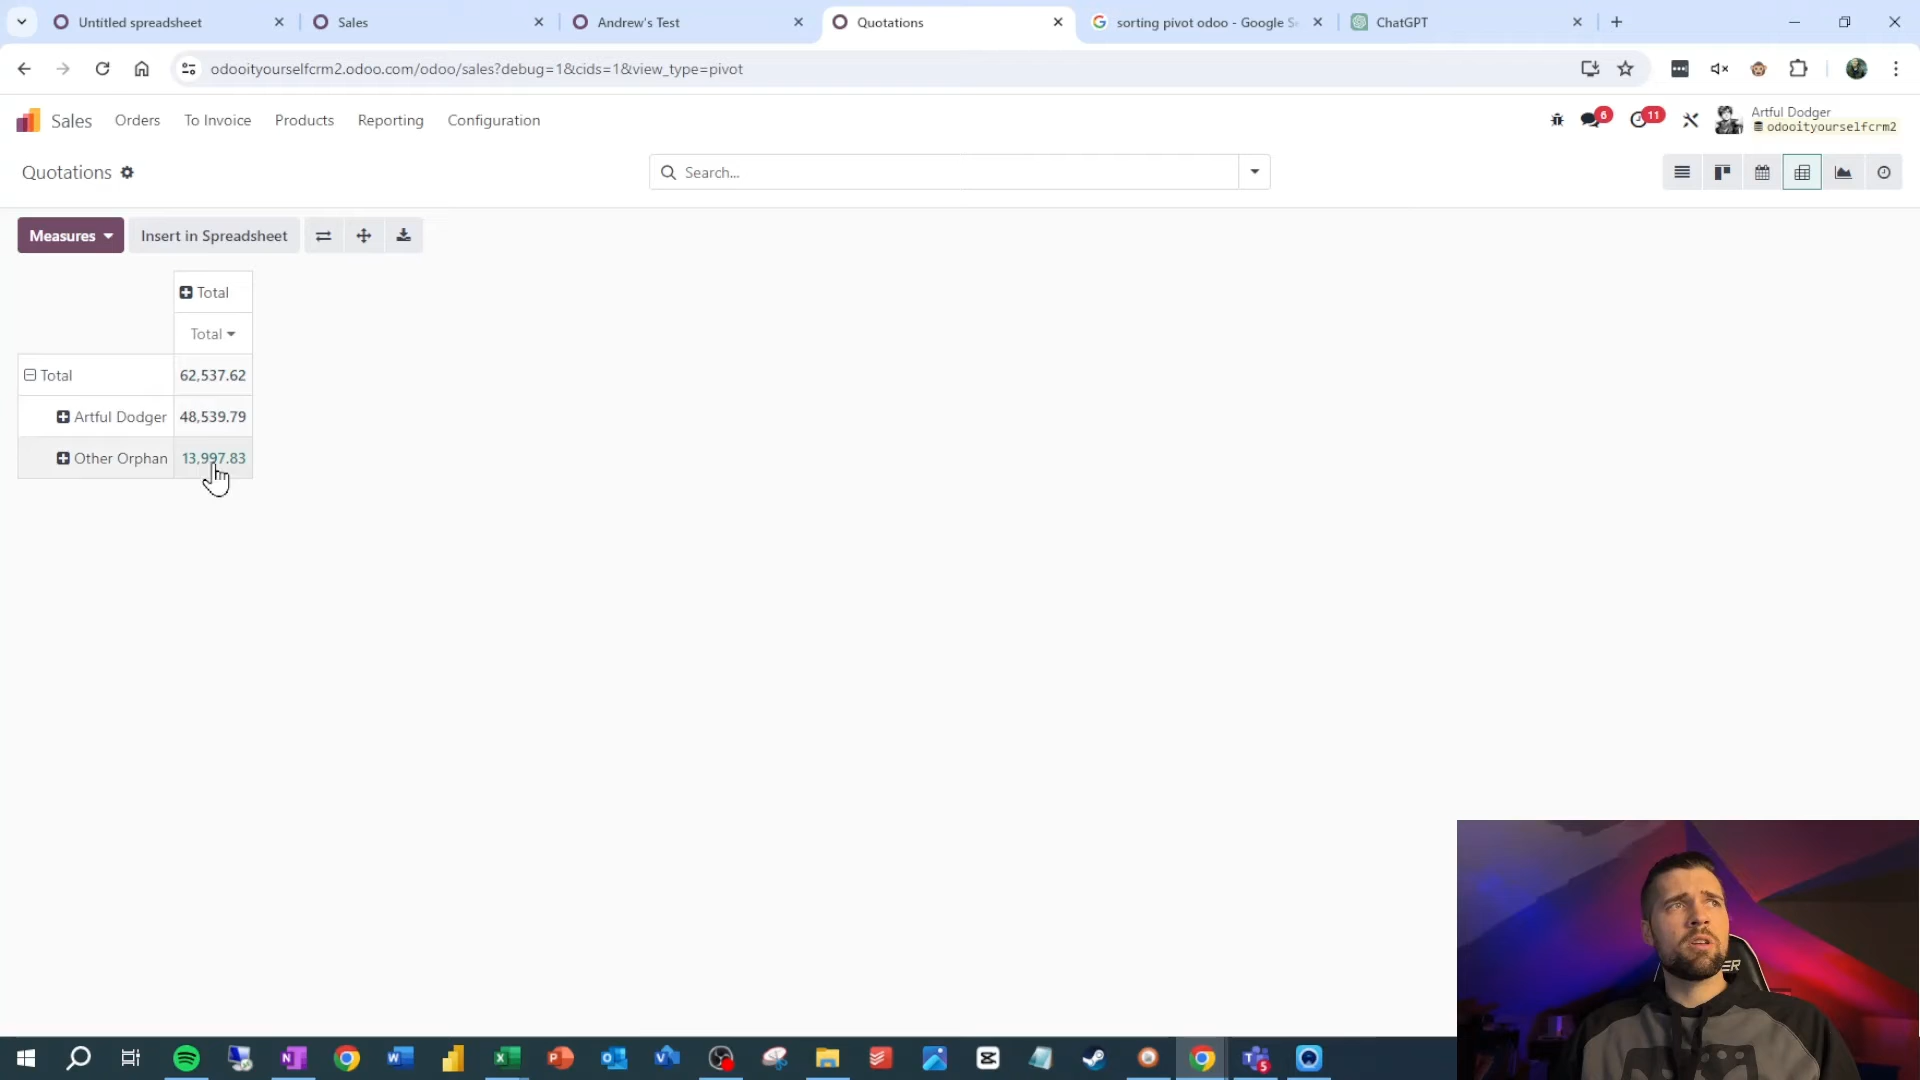 Untitled spreadsheet
Sales
Andrew's Test
Quotations
sorting pivot odoo - Google S
ChatGPT
odooityourselfcrm2.odoo.com/odoo/sales?debug=1&cids=1&view_type=pivot
Sales
Orders
To Invoice
Products
Reporting
Configuration
6
11
Artful Dodger
odooityourselfcrm2
Quotations
Search...
Measures
Insert in Spreadsheet
Total
Total
Total 62,537.62
Artful Dodger 48,539.79
Other Orphan 13,997.83
5